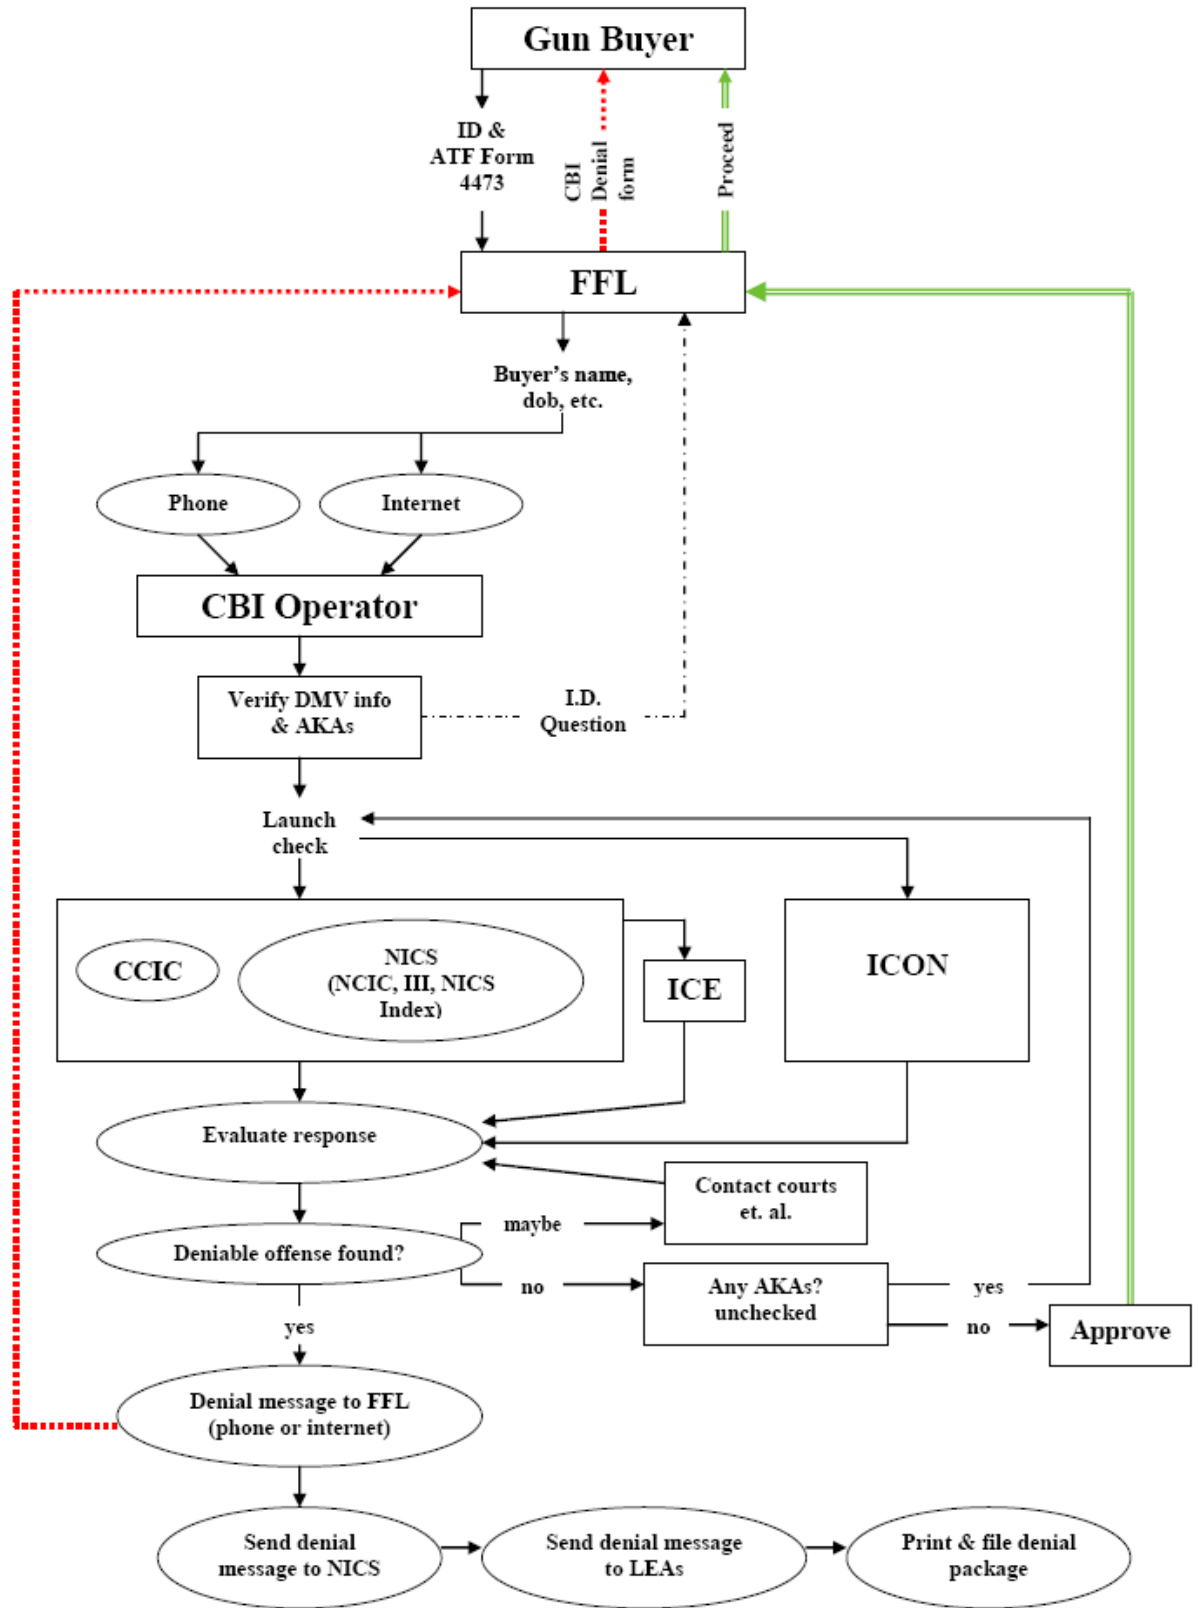 Gun Buyer
ID &
ATF Form
4473
CBI
Denial
form
Proceed
FFL
Buyer's name,
dob, etc.
Phone
Internet
CBI Operator
Verify DMV info
& AKAs
I.D.
Question
Launch
check
CCIC
NICS
(NCIC, III, NICS
Index)
ICE
ICON
Evaluate response
Contact courts
et. al.
maybe
Deniable offense found?
no
Any AKAs?
unchecked
yes
no
Approve
yes
Denial message to FFL
(phone or internet)
Send denial
message to NICS
Send denial message
to LEAs
Print & file denial
package